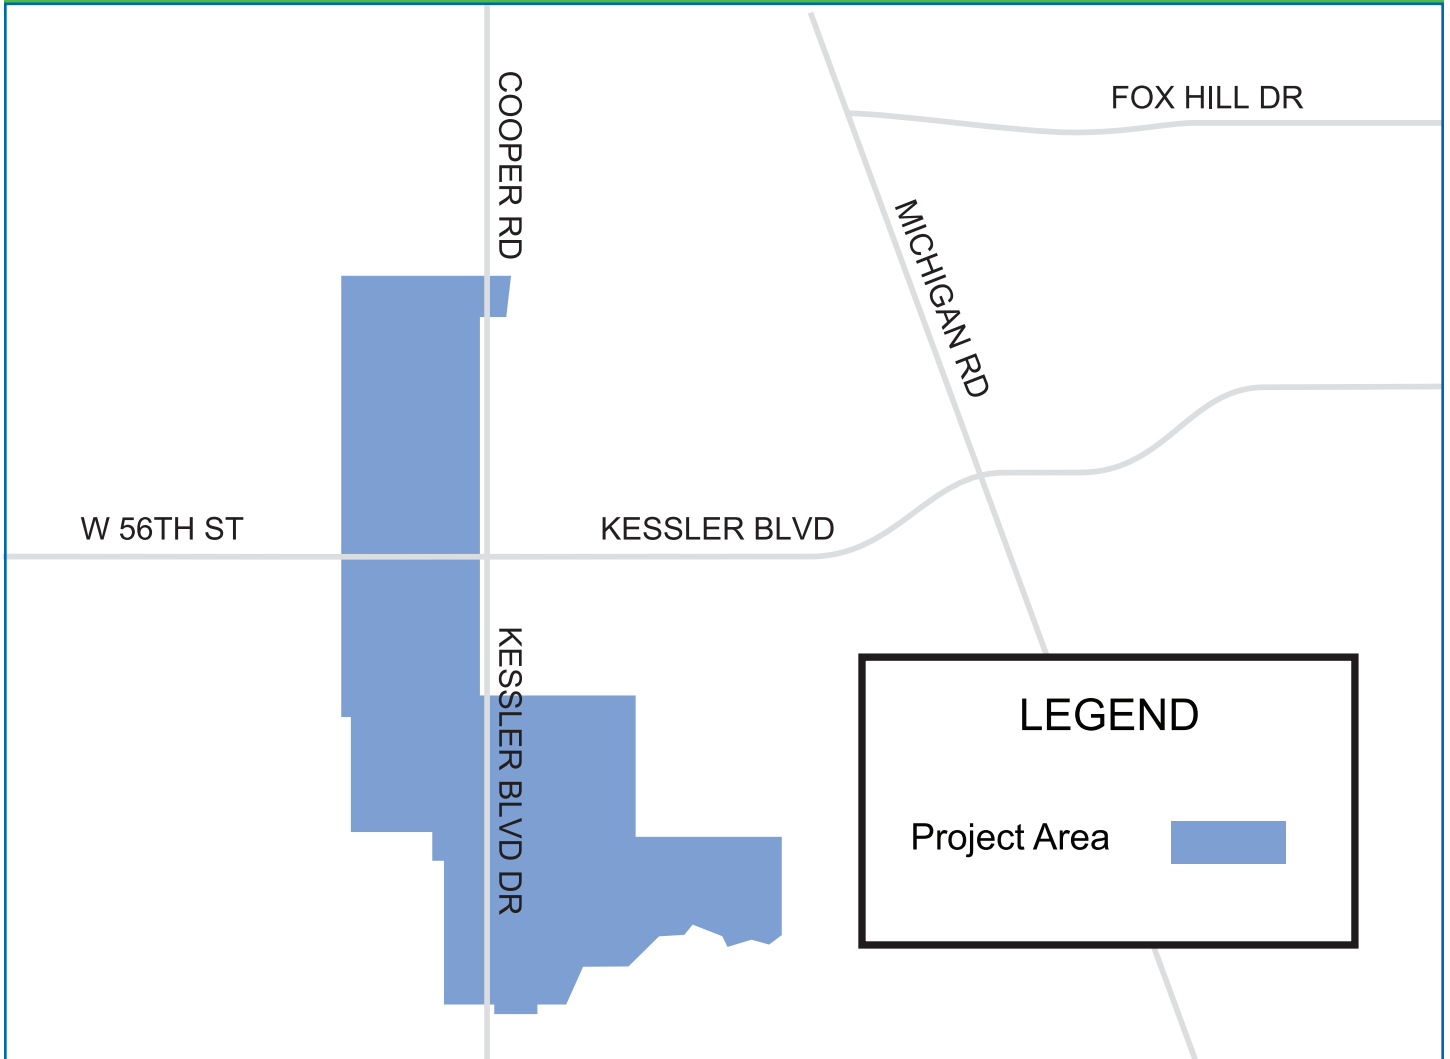 COOPER RD
FOX HILL DR
MICHIGAN RD
W 56TH ST
KESSLER BLVD
KESSLER BLVD DR
LEGEND
Project Area